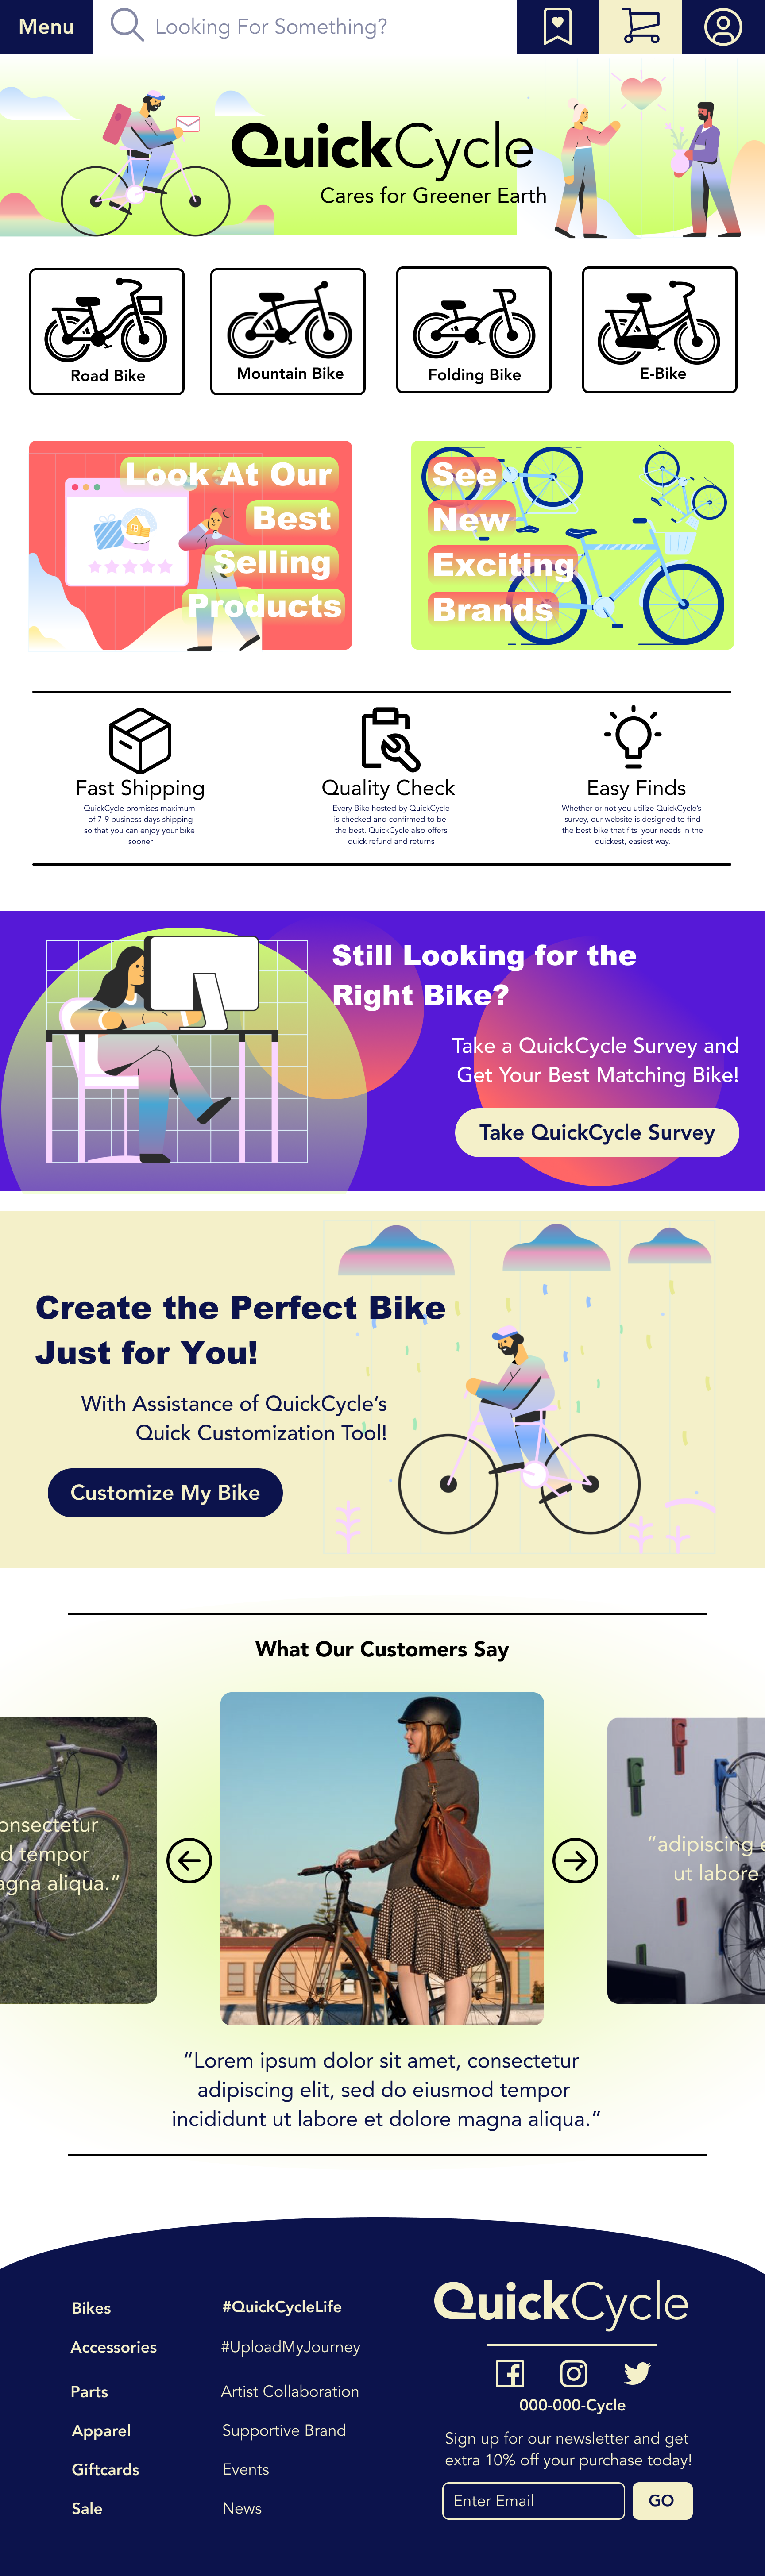 Menu
Looking For Something?
QuickCycle
Cares for Greener Earth
Road Bike
Mountain Bike
Folding Bike
E-Bike
Look At Our
Best
Selling
Products
See
New
Exciting
Brands
Fast Shipping
QuickCycle promises maximum
of 7-9 business days shipping
so that you can enjoy your bike
sooner
Quality Check
Every Bike hosted by QuickCycle
is checked and confirmed to be
the best. QuickCycle also offers
quick refund and returns
Easy Finds
Whether or not you utilize QuickCycle's
survey, our website is designed to find
the best bike that fits your needs in the
quickest, easiest way.
Still Looking for the
Right Bike?
Take a QuickCycle Survey and
Get Your Best Matching Bike!
Take QuickCycle Survey
Create the Perfect Bike
Just for You!
With Assistance of QuickCycle's
Quick Customization Tool!
Customize My Bike
What Our Customers Say
onsectetur
d tempor
agna aliqua.”
“adipiscing e
ut labore
“Lorem ipsum dolor sit amet, consectetur
adipiscing elit, sed do eiusmod tempor
incididunt ut labore et dolore magna aliqua.”
Bikes
Accessories
Parts
Apparel
Giftcards
Sale
#QuickCycleLife
#UploadMyJourney
Artist Collaboration
Supportive Brand
Events
News
QuickCycle
000-000-Cycle
Sign up for our newsletter and get
extra 10% off your purchase today!
Enter Email
GO